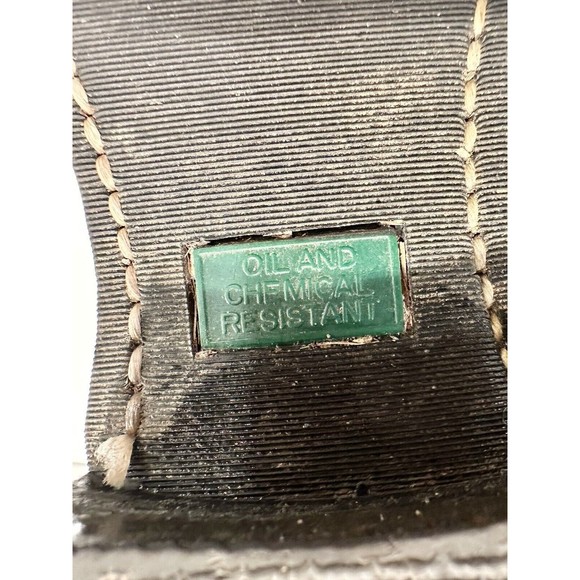 OIL AND
CHEMICAL
RESISTANT